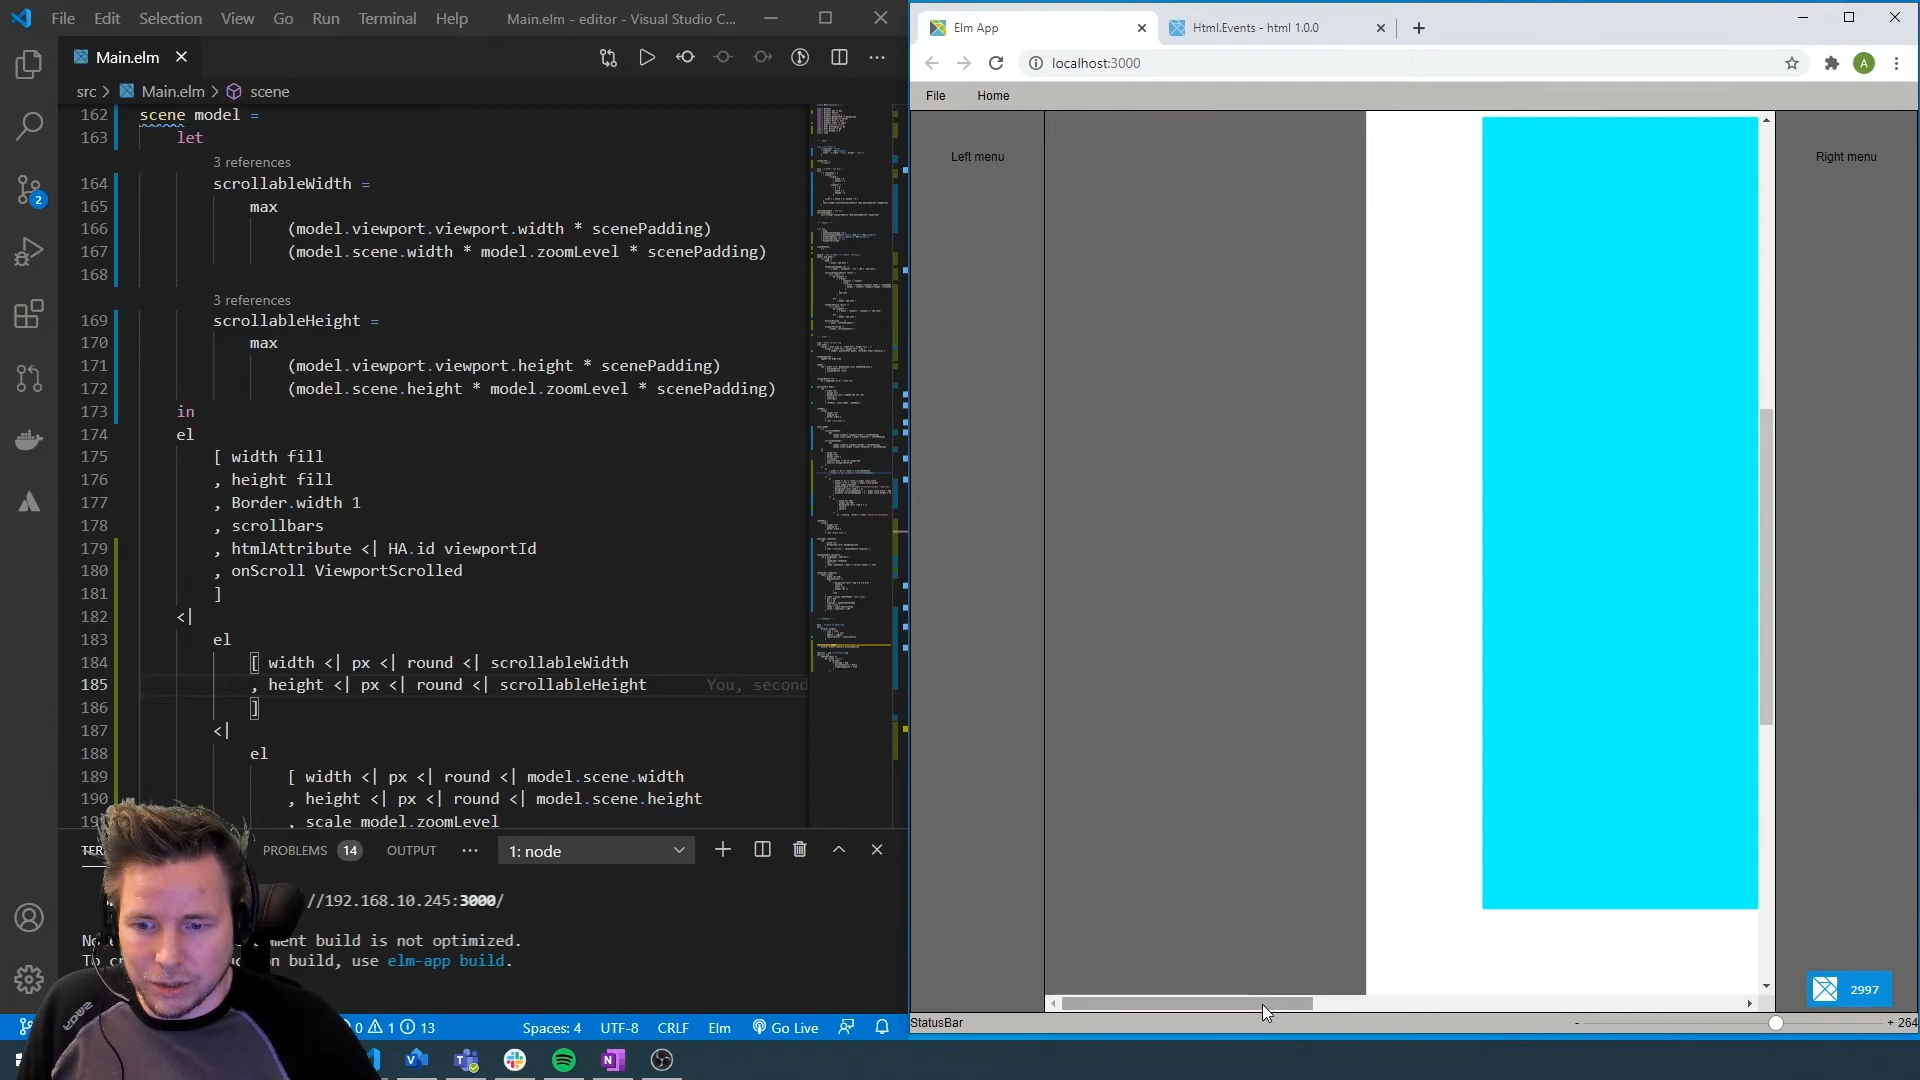 File Edit Selection View Go Run Terminal Help Main.elm - editor - Visual Studio C...
Main.elm
src > Main.elm > scene
162 scene model =
163 let
3 references
164 scrollableWidth =
165 max
166 (model.viewport.viewport.width * scenePadding)
167 (model.scene.width * model.zoomLevel * scenePadding)
168
3 references
169 scrollableHeight =
170 max
171 (model.viewport.viewport.height * scenePadding)
172 (model.scene.height * model.zoomLevel * scenePadding)
173 in
174 el
175 [ width fill
176 , height fill
177 , Border.width 1
178 , scrollbars
179 , htmlAttribute <| HA.id viewportId
180 , onScroll ViewportScrolled
181 ]
182 <|
183 el
184 [ width <| px <| round <| scrollableWidth
185 , height <| px <| round <| scrollableHeight You, second
186 ]
187 <|
188 el
189 [ width <| px <| round <| model.scene.width
190 , height <| px <| round <| model.scene.height
, scale model.zoomLevel
2
PROBLEMS 14 OUTPUT 1: node
//192.168.10.245:3000/
build is not optimized.
build, use elm-app build.
0 1 13 Spaces: 4 UTF-8 CRLF Elm Go Live
Elm App Html.Events - html 1.0.0
localhost:3000 A
File Home
Left menu
Right menu
2997
StatusBar - + 264